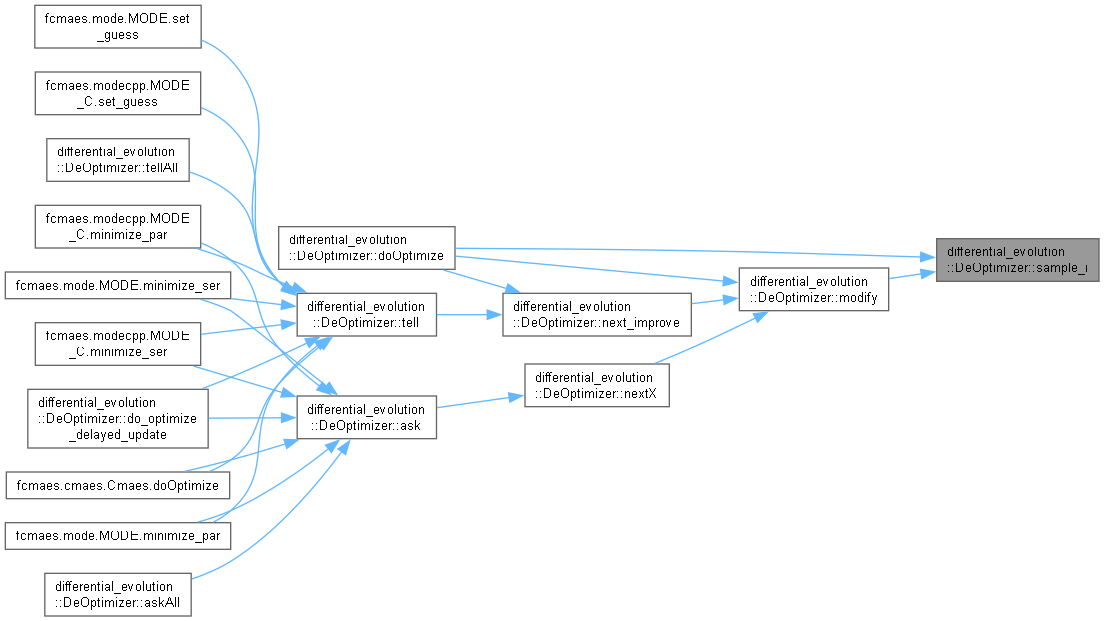 fcmaes.mode.MODE.set
_guess
fcmaes.modecpp.MODE
_C.set_guess
differential_evolution
::DeOptimizer::tellAll
fcmaes.modecpp.MODE
_C.minimize_par
fcmaes.mode.MODE.minimize_ser
fcmaes.modecpp.MODE
_C.minimize_ser
differential_evolution
::DeOptimizer::do_optimize
_delayed_update
fcmaes.cmaes.Cmaes.doOptimize
fcmaes.mode.MODE.minimize_par
differential_evolution
::DeOptimizer::askAll
differential_evolution
::DeOptimizer::doOptimize
differential_evolution
::DeOptimizer::tell
differential_evolution
::DeOptimizer::ask
differential_evolution
::DeOptimizer::next_improve
differential_evolution
::DeOptimizer::nextX
differential_evolution
::DeOptimizer::modify
differential_evolution
::DeOptimizer::sample_i